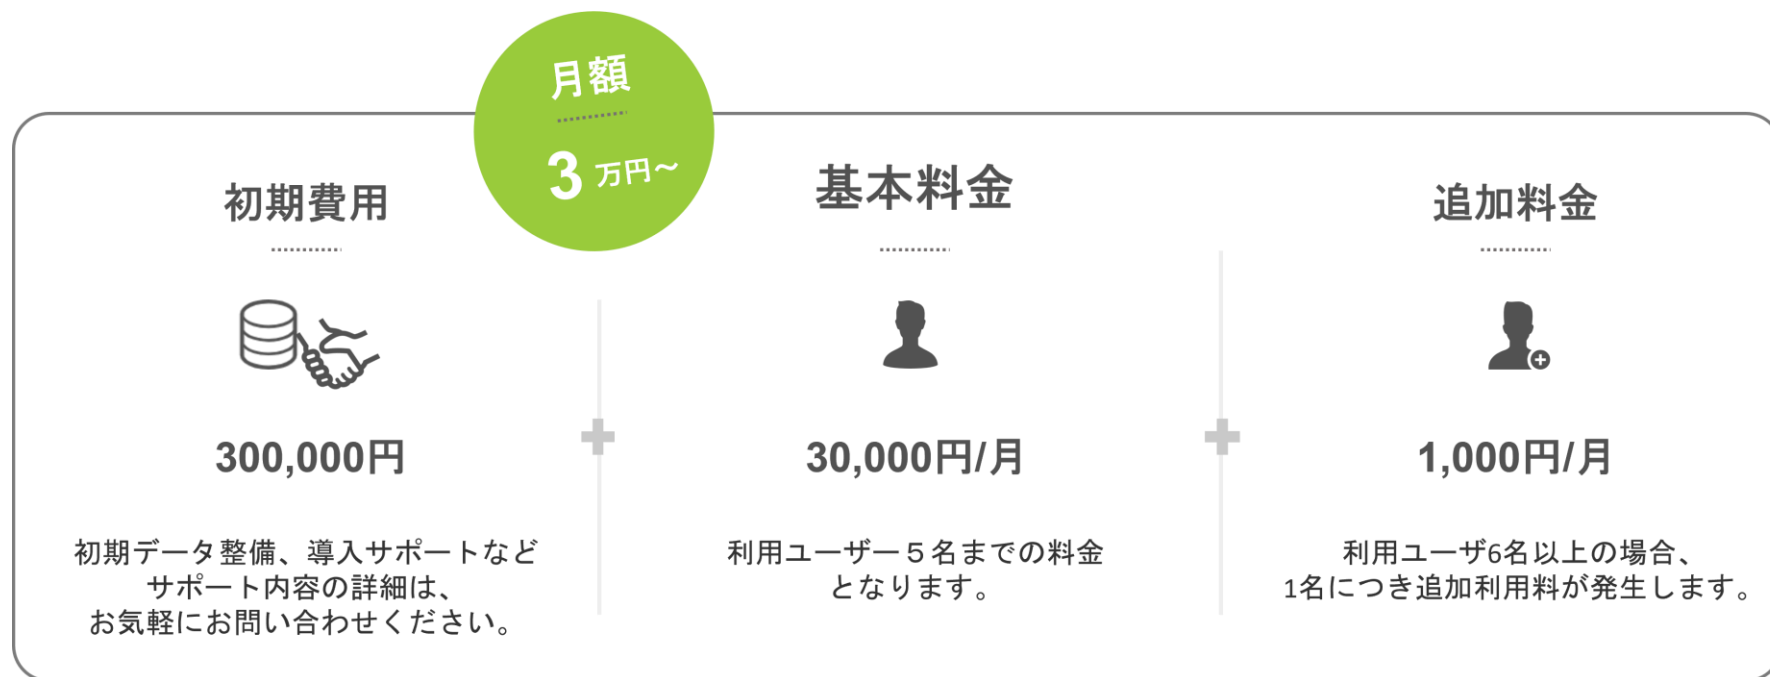 月額
3 万円〜
初期費用
300,000円
初期データ整備、導入サポートなど
サポート内容の詳細は、
お気軽にお問い合わせください。
基本料金
30,000円/月
利用ユーザー５名までの料金
となります。
追加料金
1,000円/月
利用ユーザ6名以上の場合、
1名につき追加利用料が発生します。